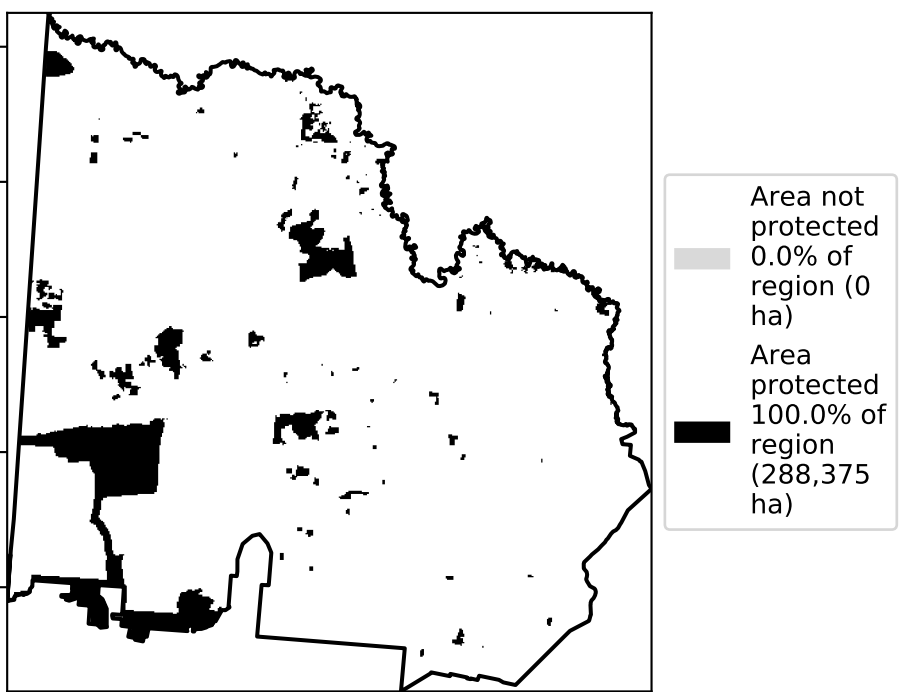 Area not
protected
0.0% of
region (0
ha)
Area
protected
100.0% of
region
(288,375
ha)